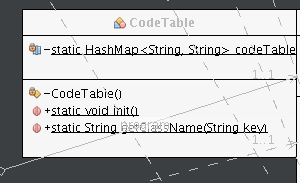 CodeTable
-static HashMap<String, String> codeTable
1..1
-CodeTable()
+static void init()
+static String getClassName(String key)
1..1